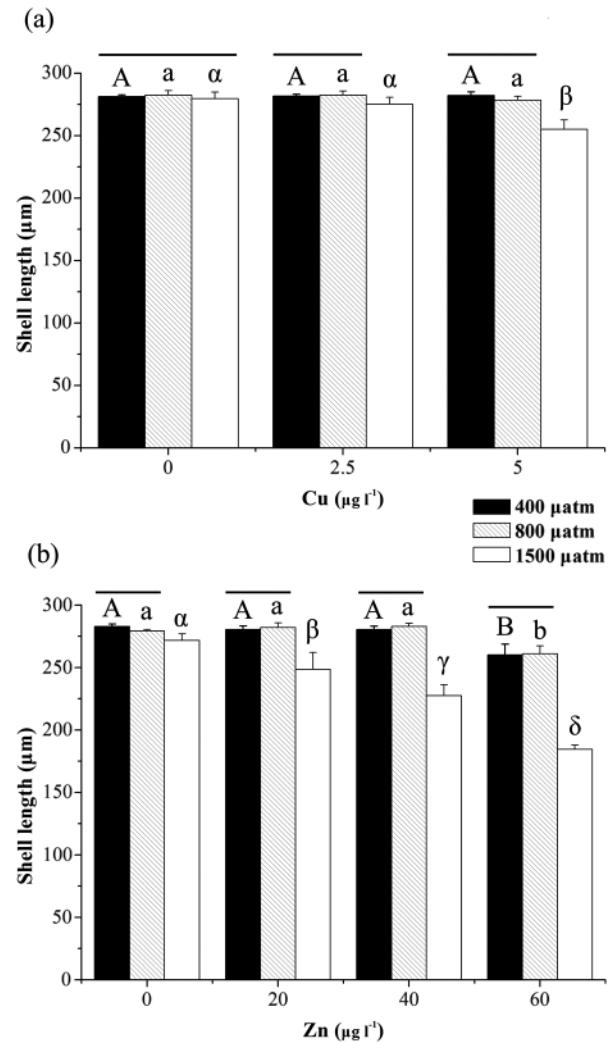 (a)
A a α A a α A a β
300
250
200
150
100
50
0
Shell length (µm)
0 2.5 5
Cu (µg l⁻¹)
400 µatm
800 µatm
1500 µatm
(b)
A a α A a β A a γ B b δ
300
250
200
150
100
50
0
Shell length (µm)
0 20 40 60
Zn (µg l⁻¹)